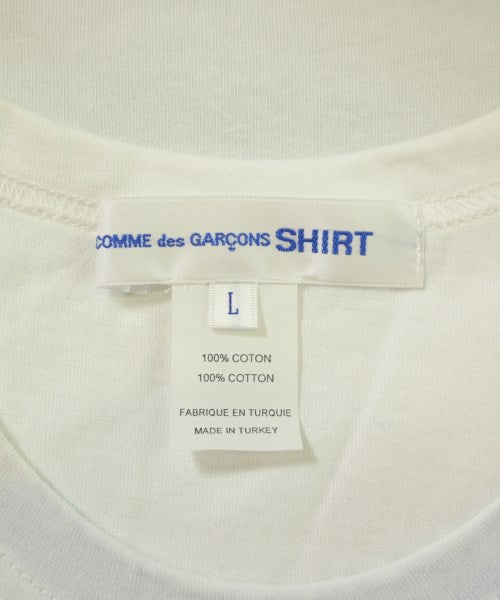 COMME des GARÇONS SHIRT
L
100% COTON
100% COTTON
FABRIQUE EN TURQUIE
MADE IN TURKEY